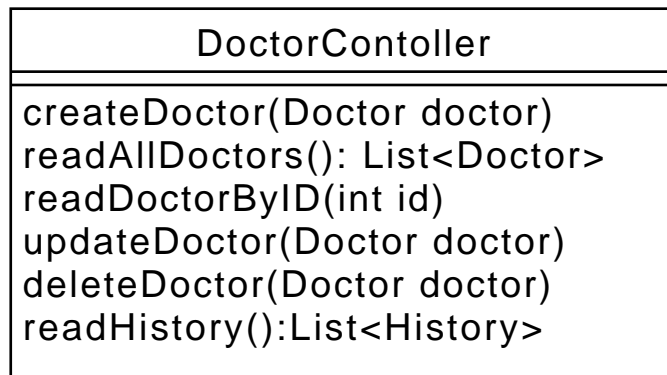 DoctorContoller
createDoctor(Doctor doctor)
readAllDoctors(): List<Doctor>
readDoctorByID(int id)
updateDoctor(Doctor doctor)
deleteDoctor(Doctor doctor)
readHistory():List<History>